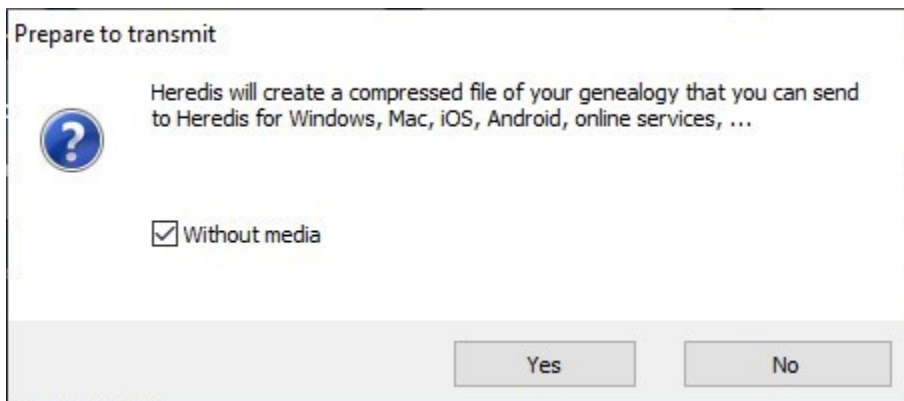 Prepare to transmit
Heredis will create a compressed file of your genealogy that you can send
to Heredis for Windows, Mac, iOS, Android, online services, ...
?
Without media
Yes
No